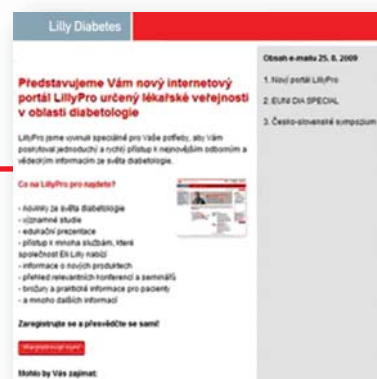 Lilly Diabetes
Představujeme Vám nový internetový
portál LillyPro určený lékařské veřejnosti
v oblasti diabetologie
LillyPro jsme vyvinuli speciálně pro Vaše potřeby, aby Vám
poskytoval jednoduchý a rychlý přístup k nejnovějším odborným a
vědeckým informacím ze světa diabetologie.
Co na LillyPro pro najdete?
- novinky ze světa diabetologie
- významné studie
- edukační prezentace
- přístup k mnoha službám, které
společnost Eli Lilly nabízí
- informace o nových produktech
- přehled relevantních konferencí a seminářů
- brožury a praktické informace pro pacienty
- a mnoho dalších informací
Zaregistrujte se a přesvědčte se sami!
Mohlo by Vás zajímat:
Obsah e-mailu 25. 8. 2009
1. Nový portál LillyPro
2. EUNI DIA SPECIAL
3. Česko-slovenské sympozium